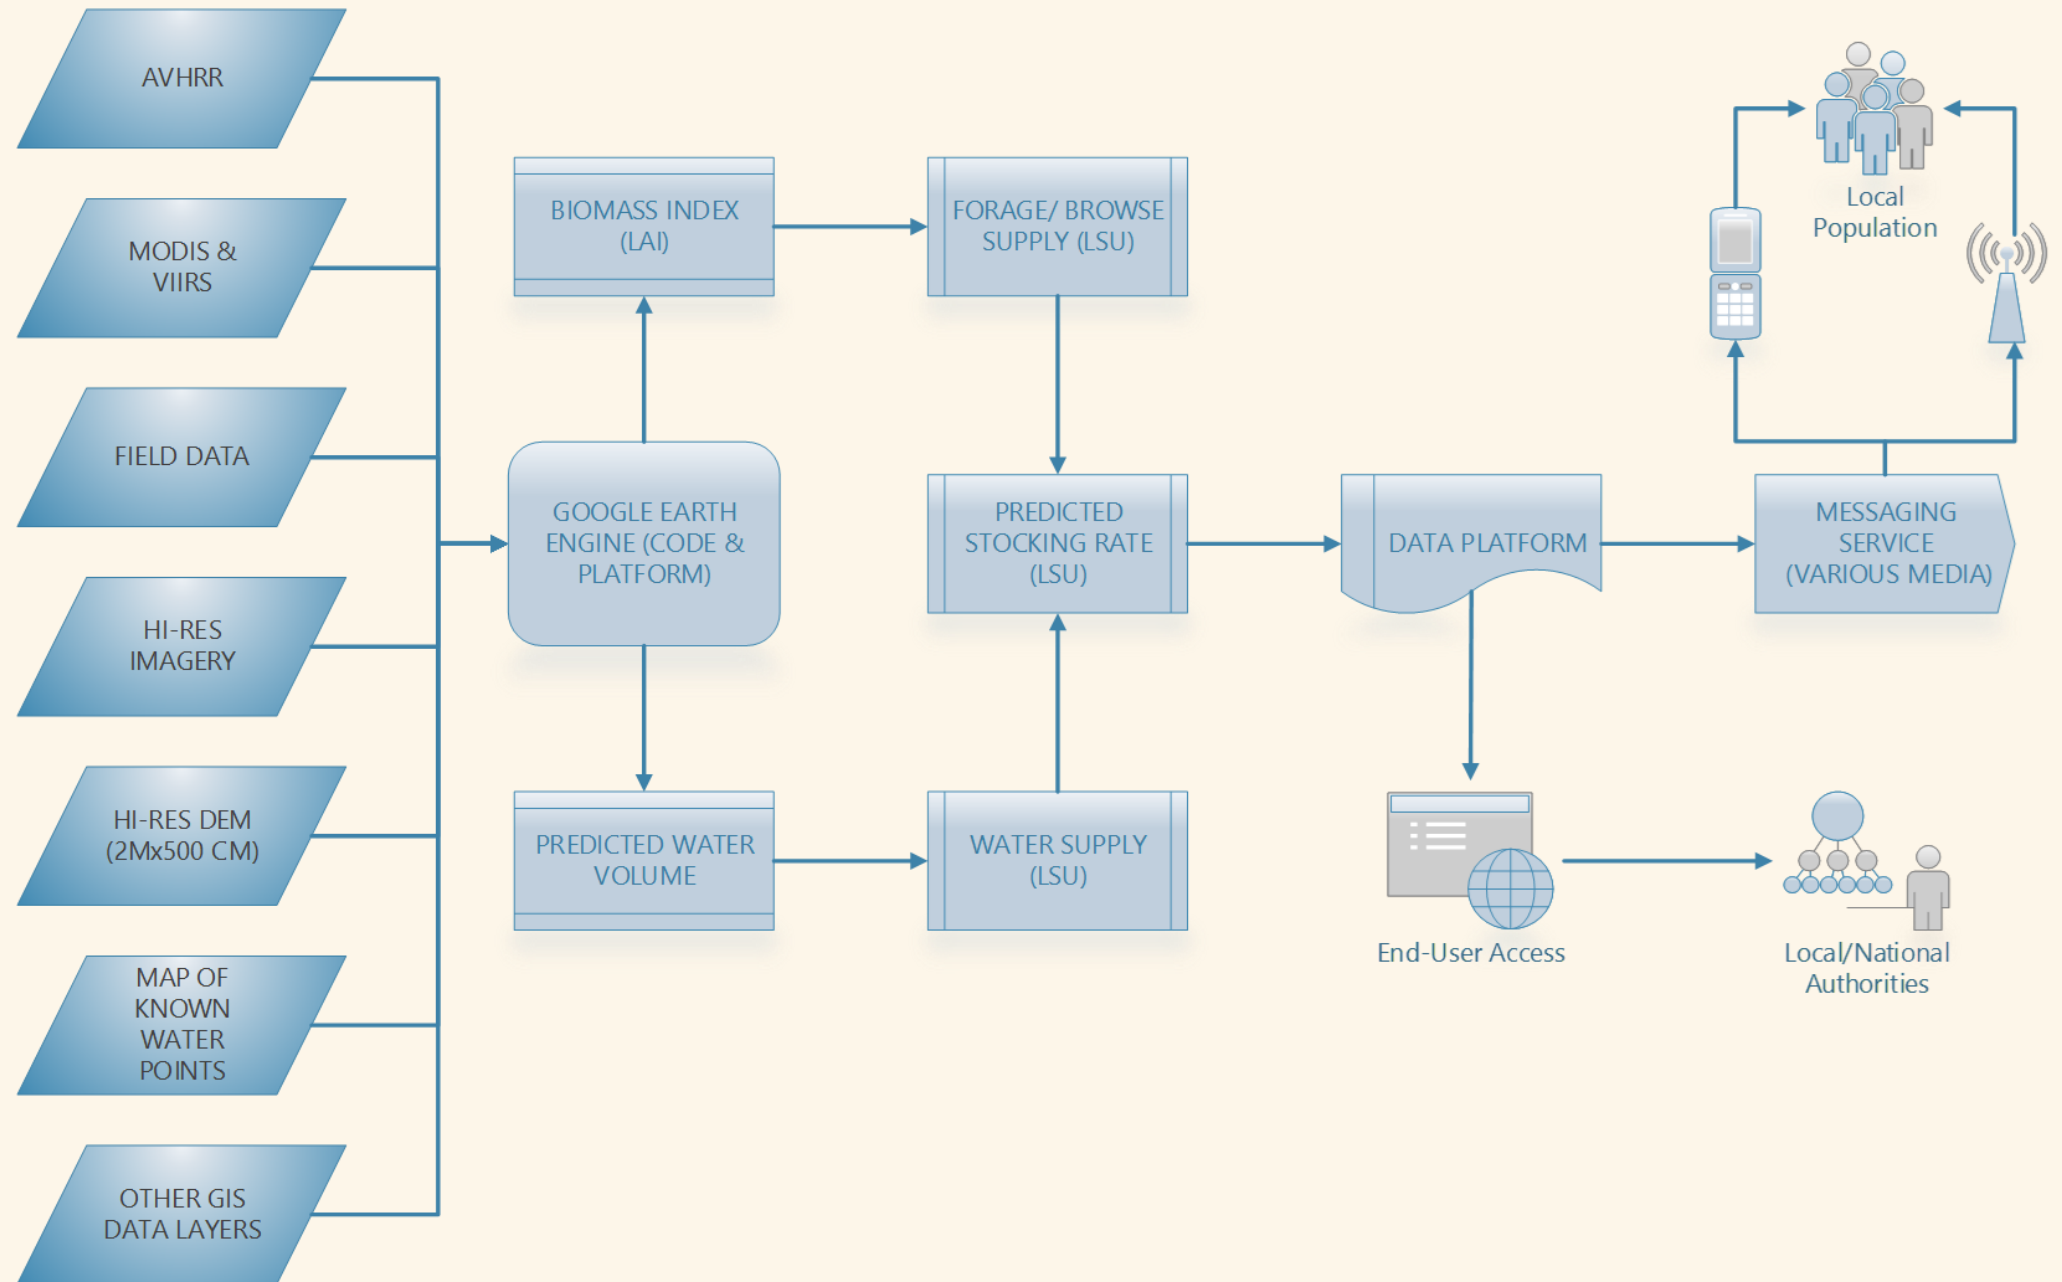 AVHRR
MODIS &
VIIRS
FIELD DATA
HI-RES
IMAGERY
HI-RES DEM
(2Mx500 CM)
MAP OF
KNOWN
WATER
POINTS
OTHER GIS
DATA LAYERS
BIOMASS INDEX
(LAI)
GOOGLE EARTH
ENGINE (CODE &
PLATFORM)
PREDICTED WATER
VOLUME
FORAGE/ BROWSE
SUPPLY (LSU)
PREDICTED
STOCKING RATE
(LSU)
WATER SUPPLY
(LSU)
DATA PLATFORM
End-User Access
Local
Population
MESSAGING
SERVICE
(VARIOUS MEDIA)
Local/National
Authorities